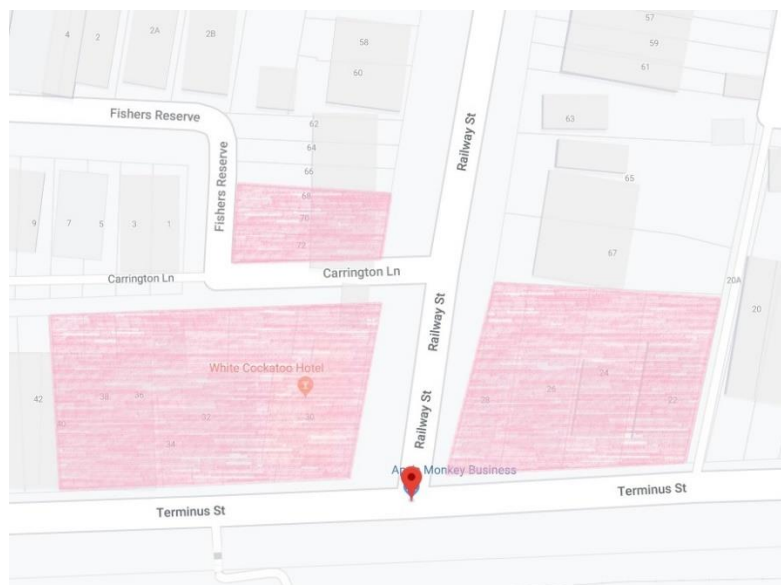 4
2
2A
2B
58
60
57
59
61
Fishers Reserve
62
64
66
68
70
72
Fishers Reserve
Railway St
63
65
67
9
7
5
3
1
Carrington Ln
Carrington Ln
20A
20
Railway St
White Cockatoo Hotel
42
40
38
36
34
32
30
28
26
24
22
Railway St
Monkey Business
Terminus St
Terminus St